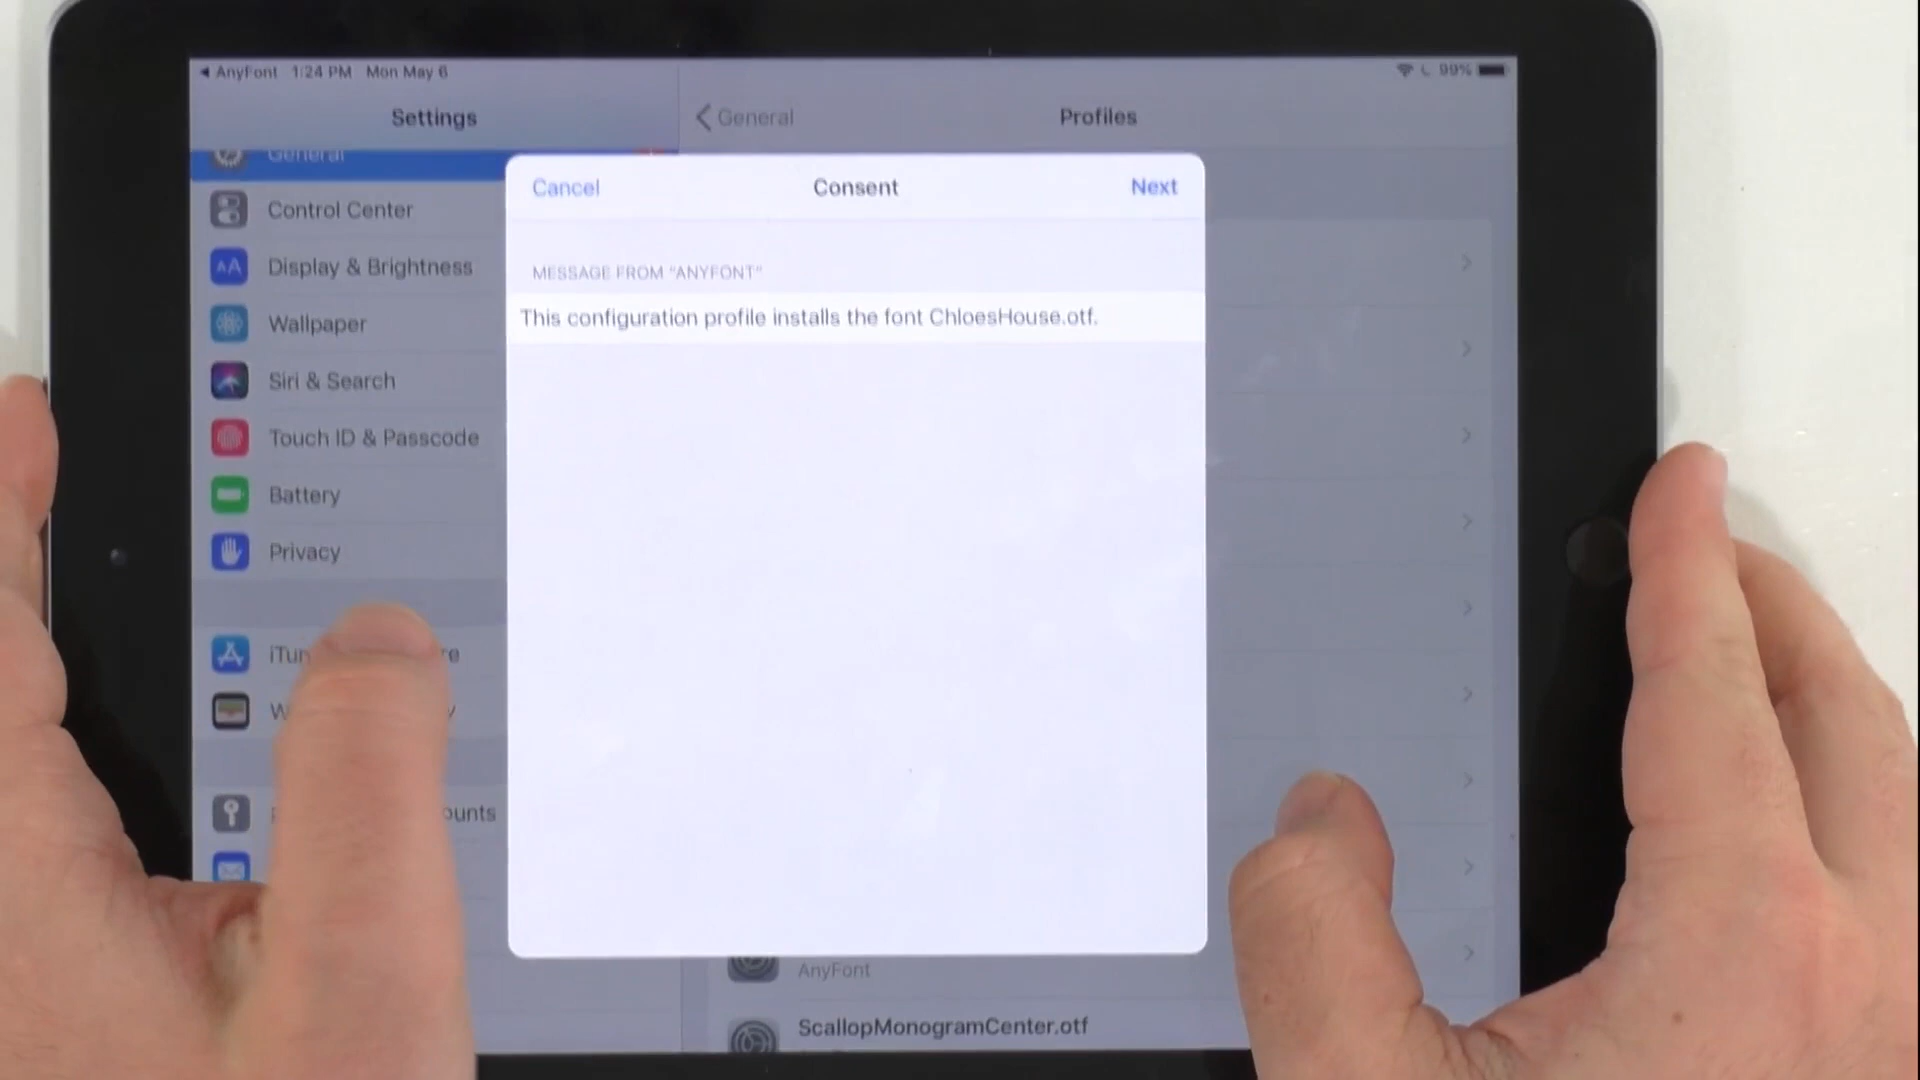 AnyFont 1:24 PM Mon May 6
99%
Settings
General
Profiles
General
Cancel
Consent
Next
Control Center
MESSAGE FROM "ANYFONT"
Display & Brightness
This configuration profile installs the font ChloesHouse.otf.
Wallpaper
Siri & Search
Touch ID & Passcode
Battery
Privacy
AnyFont
ScallopMonogramCenter.otf